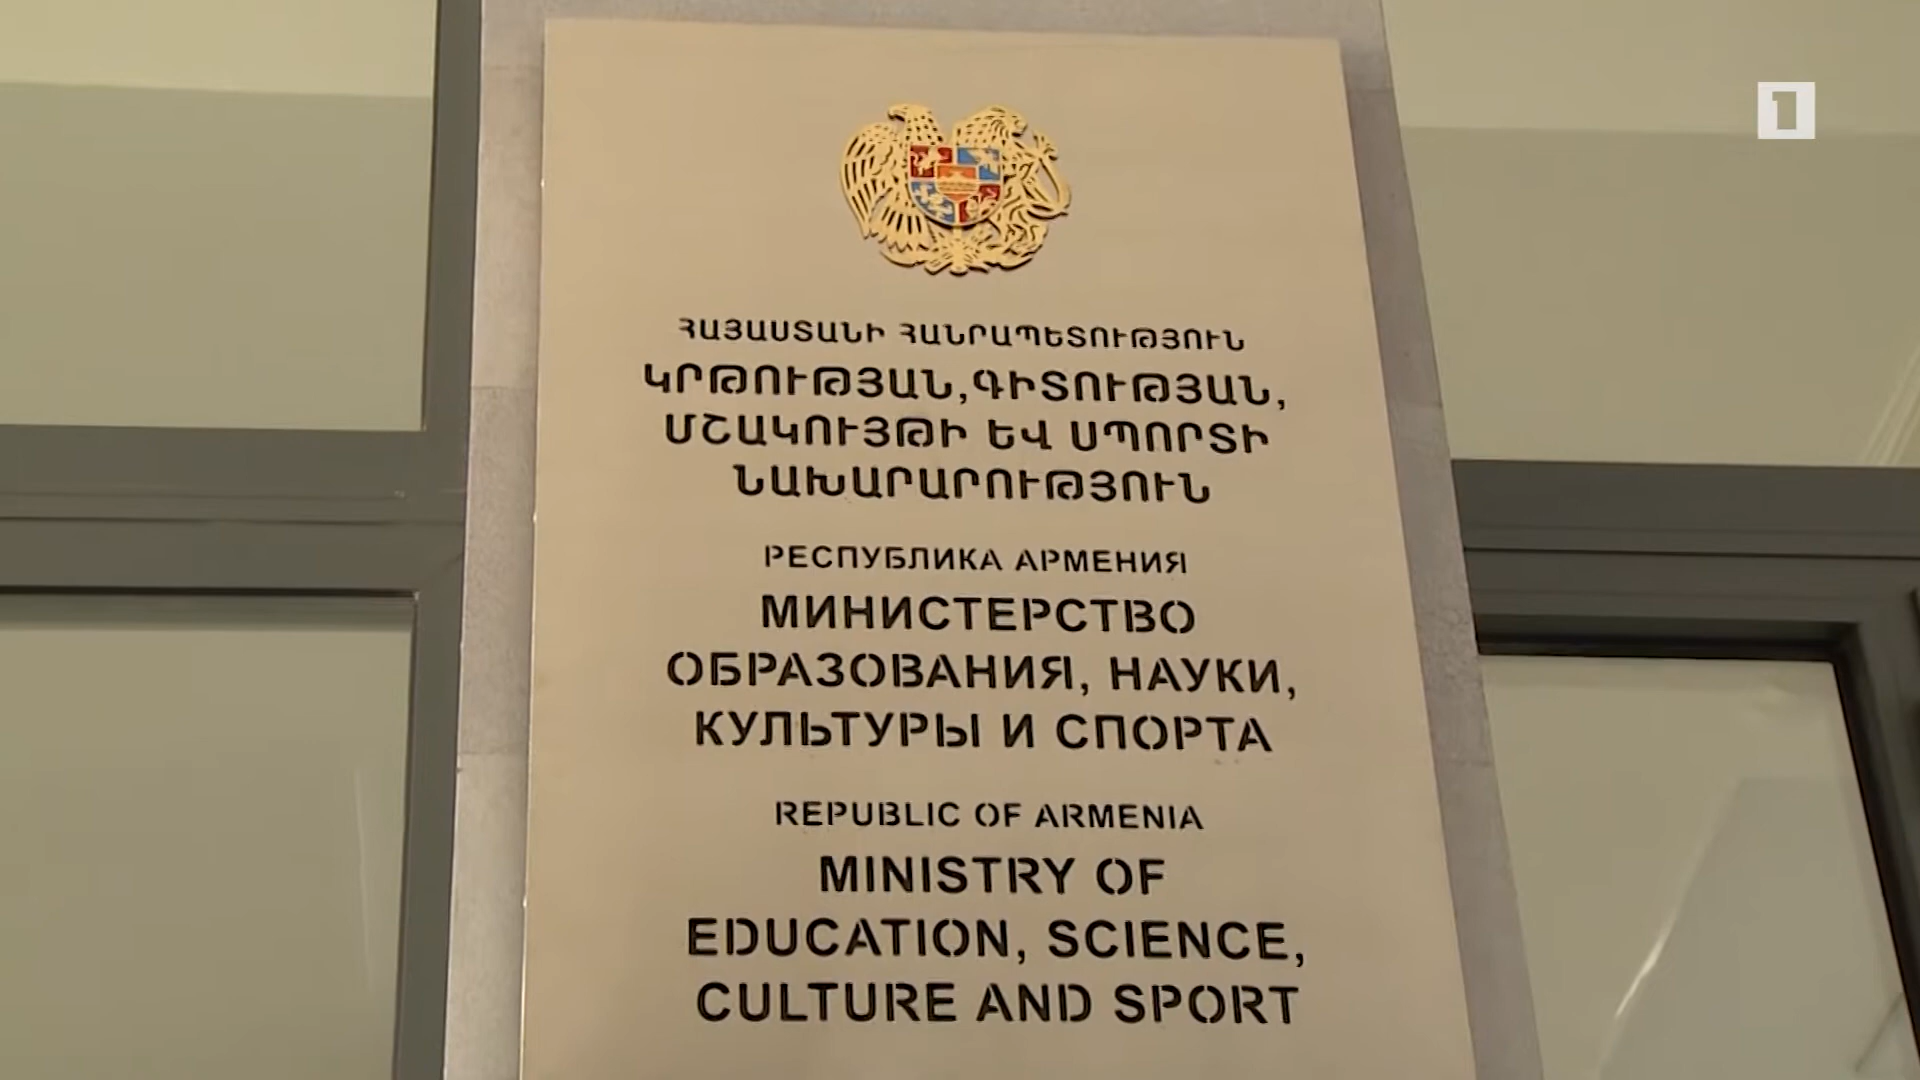 1
ՀԱՅԱՍՏԱՆԻ ՀԱՆՐԱՊԵՏՈՒԹՅՈՒՆ
ԿՐԹՈՒԹՅԱՆ,ԳԻՏՈՒԹՅԱՆ,
ՄՇԱԿՈՒՅԹԻ ԵՎ ՍՊՈՐՏԻ
ՆԱԽԱՐԱՐՈՒԹՅՈՒՆ
РЕСПУБЛИКА АРМЕНИЯ
МИНИСТЕРСТВО
ОБРАЗОВАНИЯ, НАУКИ,
КУЛЬТУРЫ И СПОРТА
REPUBLIC OF ARMENIA
MINISTRY OF
EDUCATION, SCIENCE,
CULTURE AND SPORT